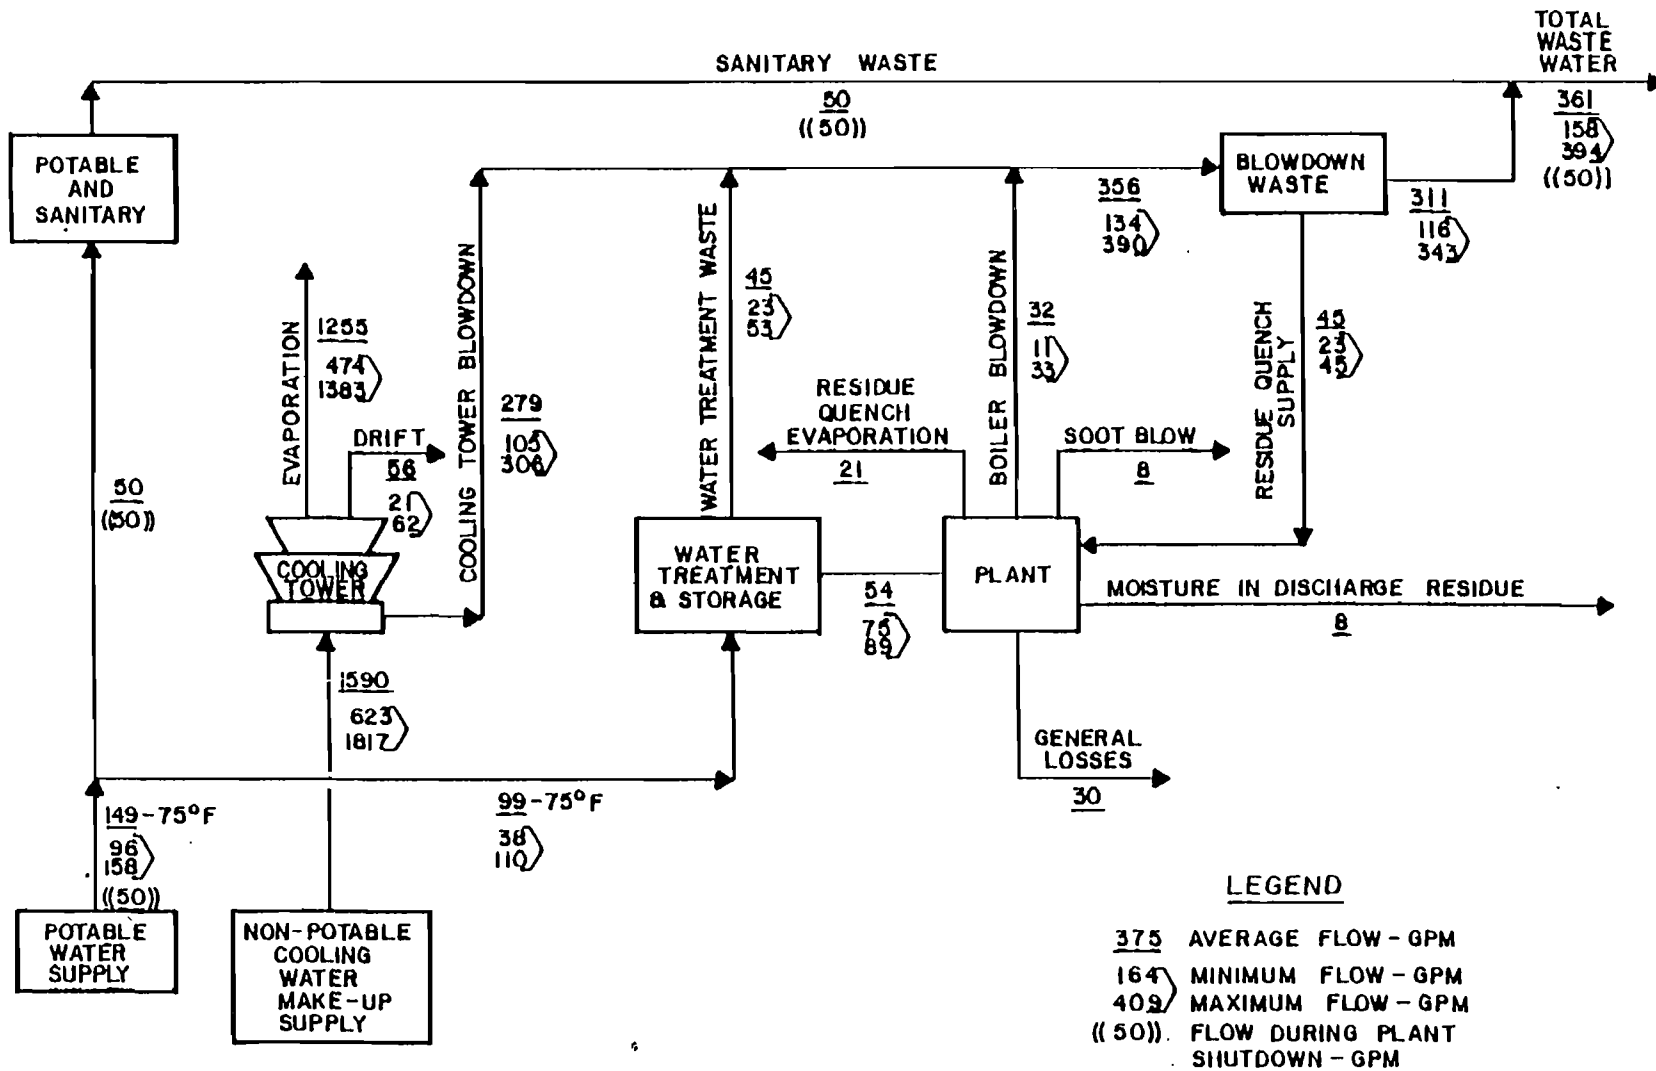 TOTAL
WASTE
WATER
SANITARY WASTE
50
((50))
361
158
394
((50))
POTABLE
AND
SANITARY
BLOWDOWN
WASTE
356
134
390
311
116
343
EVAPORATION
1255
474
1383
DRIFT
56
21
62
COOLING TOWER BLOWDOWN
279
105
306
WATER TREATMENT WASTE
45
23
53
RESIDUE
QUENCH
EVAPORATION
21
BOILER BLOWDOWN
32
11
33
SOOT BLOW
8
RESIDUE QUENCH
SUPPLY
45
23
45
50
((50))
COOLING
TOWER
WATER
TREATMENT
& STORAGE
54
75
89
PLANT
MOISTURE IN DISCHARGE RESIDUE
8
1590
623
1817
GENERAL
LOSSES
30
149-75°F
96
158
((50))
99-75°F
38
110
POTABLE
WATER
SUPPLY
NON-POTABLE
COOLING
WATER
MAKE-UP
SUPPLY
LEGEND
375 AVERAGE FLOW-GPM
164 MINIMUM FLOW-GPM
409 MAXIMUM FLOW-GPM
((50)). FLOW DURING PLANT
SHUTDOWN-GPM